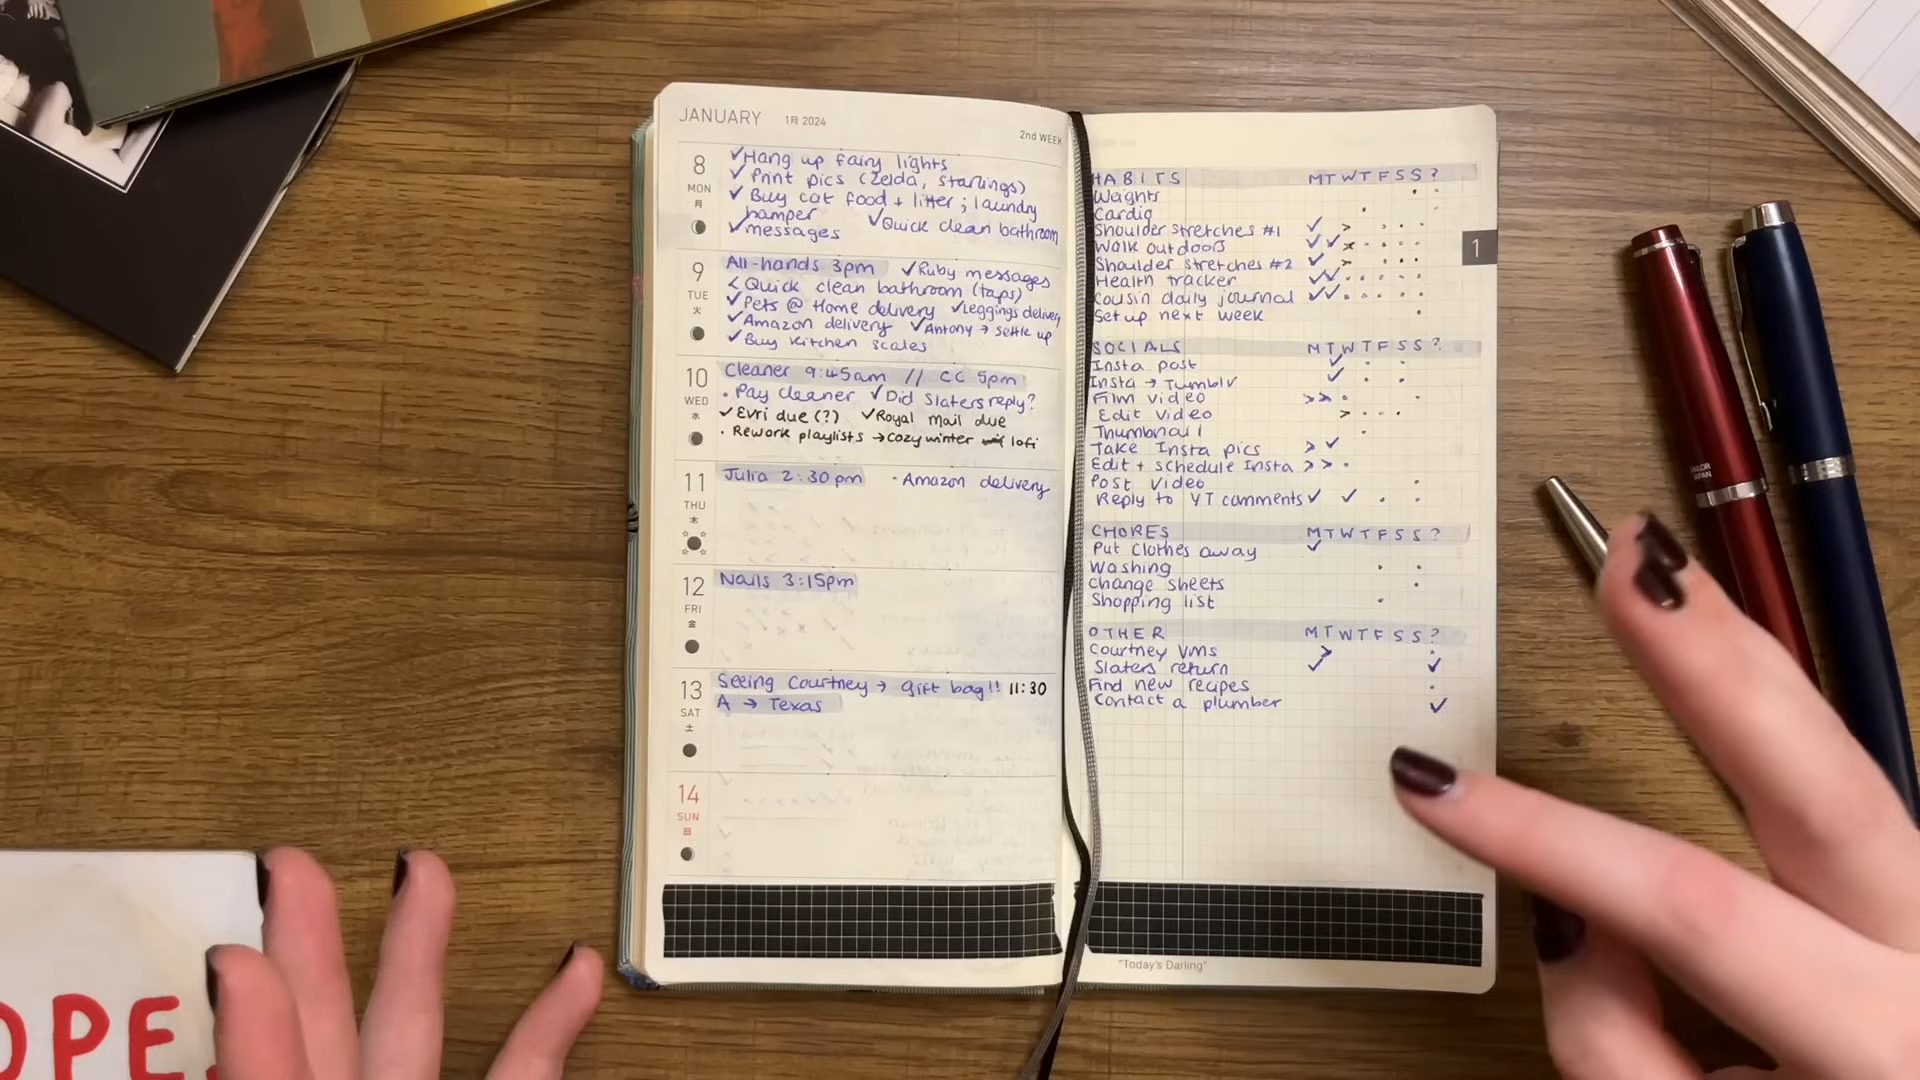 JANUARY 1月 2024
2nd WEEK
8 MON 月
✓Hang up fairy lights
✓Print pics (Zelda, Starlings)
✓Buy cat food + litter; laundry
hamper ✓Quick clean bathroom
✓messages
9 TUE 火
All-hands 3pm ✓Ruby messages
<Quick clean bathroom (taps)
✓Pets @ Home delivery ✓Leggings delivery
✓Amazon delivery ✓Antony → settle up
✓Buy kitchen scales
10 WED 水
Cleaner 9:45am // CC 5pm
· Pay cleaner ✓Did Slaters reply?
✓Evri due (?) ✓Royal Mail due
· Rework playlists → cozy winter lofi
11 THU 木
Julia 2:30pm · Amazon delivery
12 FRI 金
Nails 3:15pm
13 SAT 土
Seeing Courtney → gift bag!! 11:30
A → Texas
14 SUN 日
HABITS MTWTFSS?
Weights
Cardio
Shoulder stretches #1
Walk outdoors
Shoulder stretches #2
Health tracker
Cousin daily journal
Set up next week
1
SOCIALS MTWTFSS?
Insta post
Insta → Tumblr
Film video
Edit video
Thumbnail
Take Insta pics
Edit + schedule Insta
Post video
Reply to YT comments
CHORES MTWTFSS?
Put clothes away
Washing
Change sheets
Shopping list
OTHER MTWTFSS?
Courtney VMs
Slaters return
Find new recipes
Contact a plumber
"Today's Darling"
SAILOR
JAPAN
OPE.